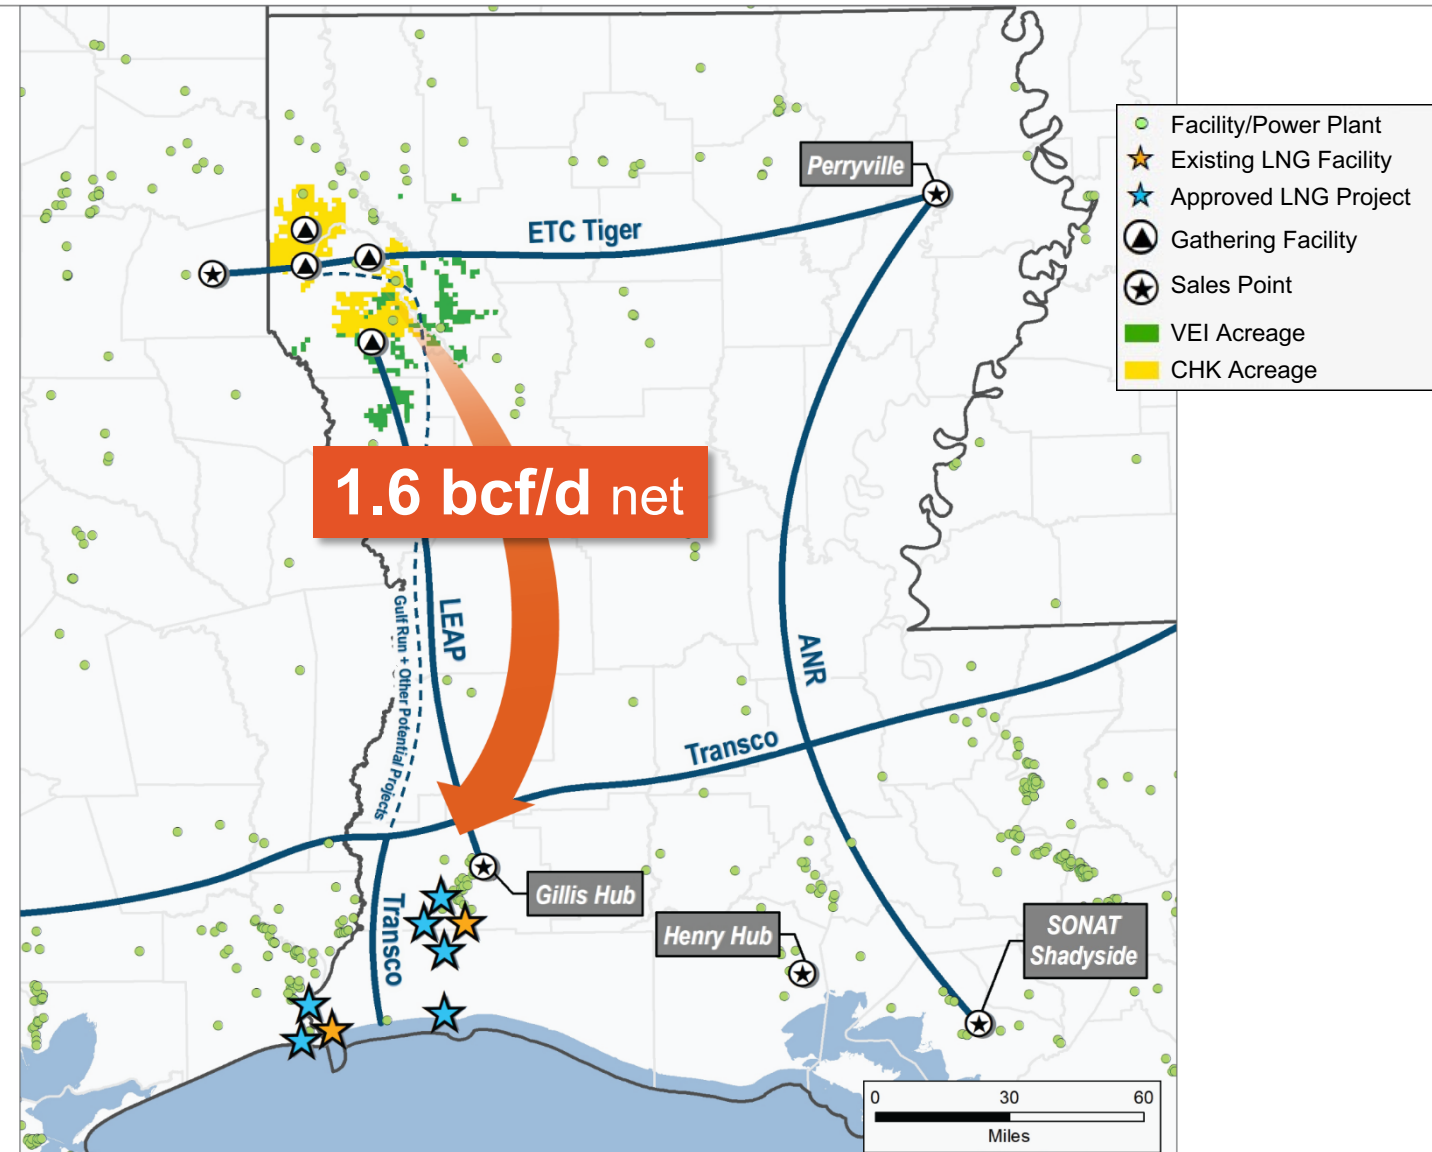 Facility/Power Plant
Existing LNG Facility
Approved LNG Project
Gathering Facility
Sales Point
VEI Acreage
CHK Acreage
Perryville
ETC Tiger
1.6 bcf/d net
LEAP
Gulf Run + Other Potential Projects
ANR
Transco
Transco
Gillis Hub
Henry Hub
SONAT
Shadyside
0 30 60
Miles